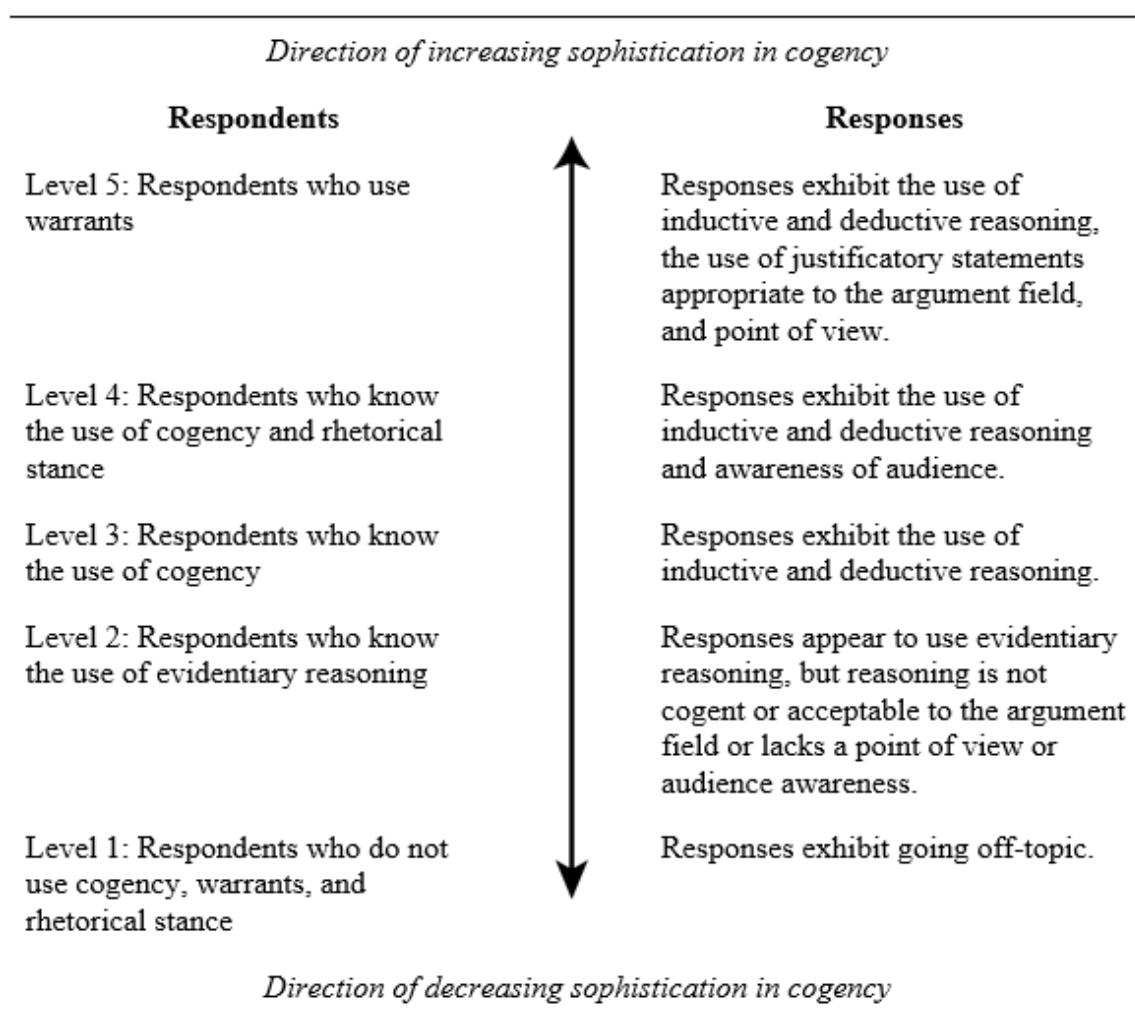 Direction of increasing sophistication in cogency
Respondents
Responses
Level 5: Respondents who use
warrants
Responses exhibit the use of
inductive and deductive reasoning,
the use of justificatory statements
appropriate to the argument field,
and point of view.
Level 4: Respondents who know
the use of cogency and rhetorical
stance
Responses exhibit the use of
inductive and deductive reasoning
and awareness of audience.
Level 3: Respondents who know
the use of cogency
Responses exhibit the use of
inductive and deductive reasoning.
Level 2: Respondents who know
the use of evidentiary reasoning
Responses appear to use evidentiary
reasoning, but reasoning is not
cogent or acceptable to the argument
field or lacks a point of view or
audience awareness.
Level 1: Respondents who do not
use cogency, warrants, and
rhetorical stance
Responses exhibit going off-topic.
Direction of decreasing sophistication in cogency